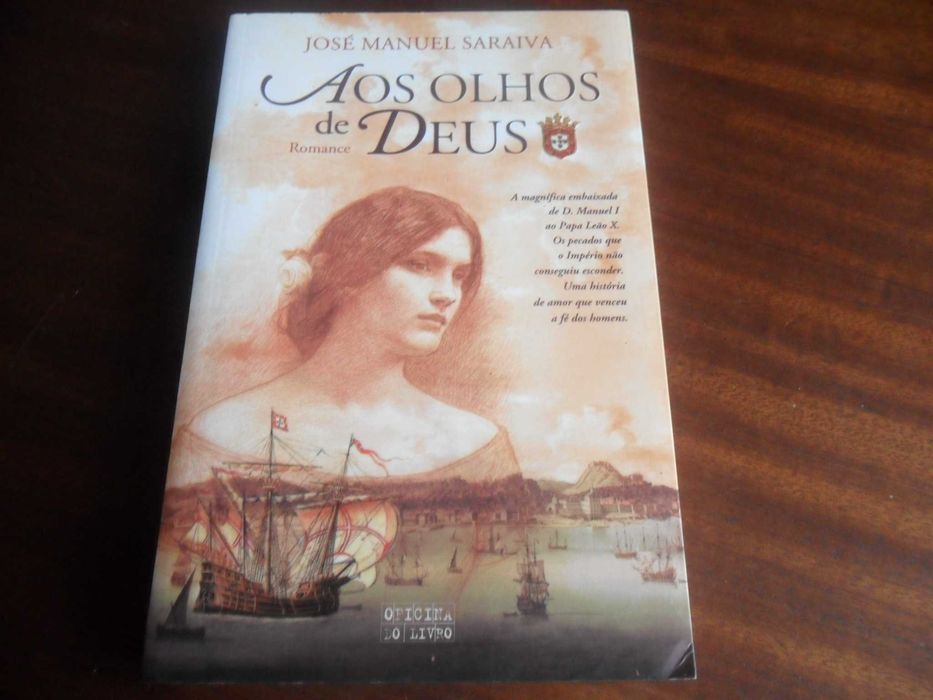 JOSÉ MANUEL SARAIVA
AOS OLHOS
de DEUS
Romance
A magnífica embaixada
de D. Manuel I
ao Papa Leão X.
Os pecados que
o Império não
conseguiu esconder.
Uma história
de amor que venceu
a fé dos homens.
OFICINA
DO LIVRO